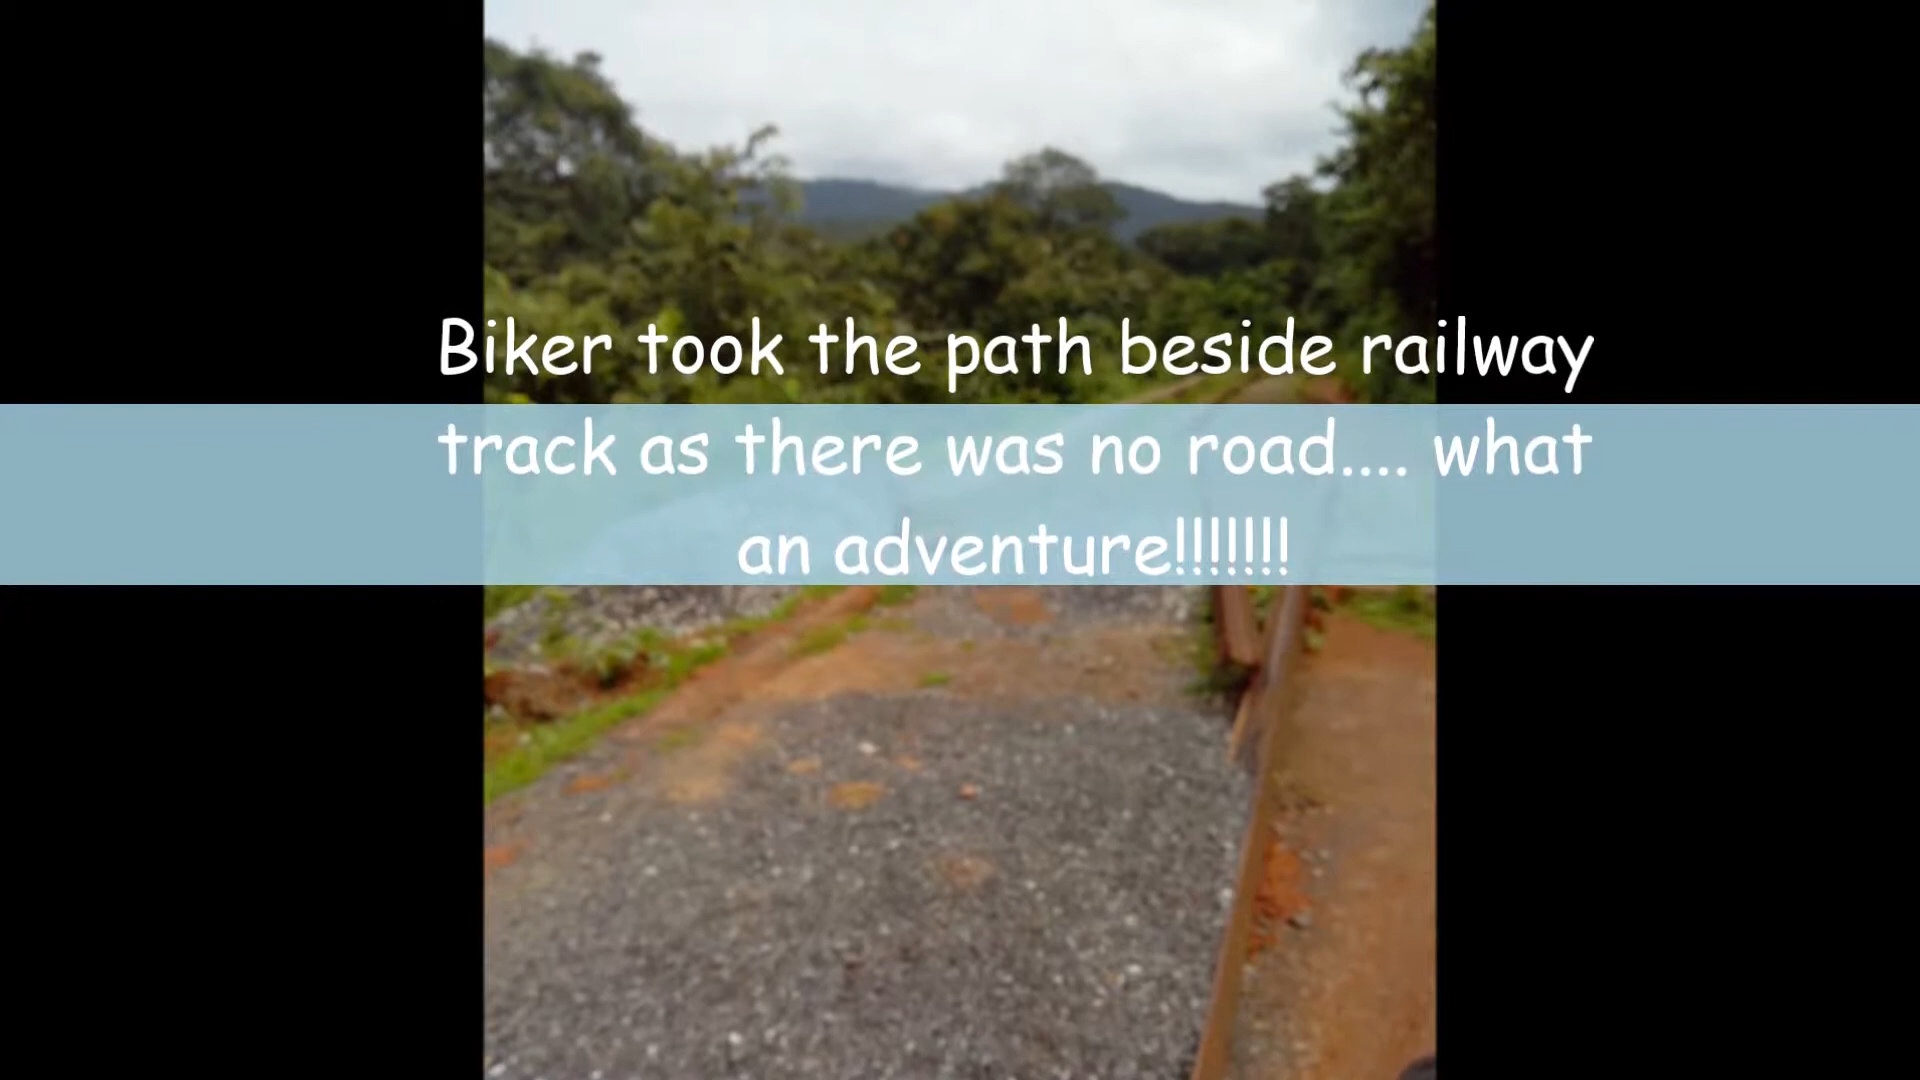 Biker took the path beside railway
track as there was no road.... what
an adventure!!!!!!!